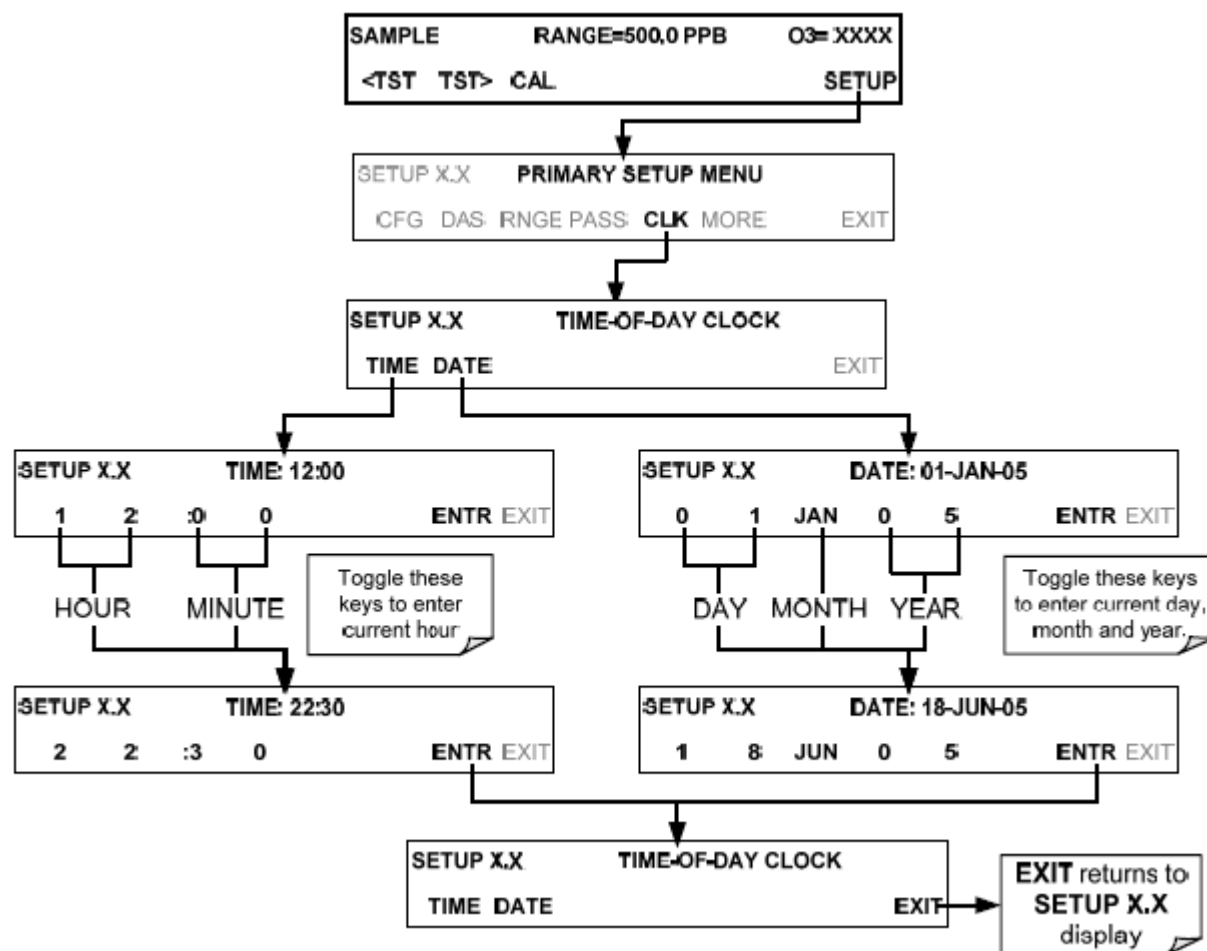 SAMPLE RANGE=500.0 PPB O3= XXXX
<TST TST> CAL SETUP
SETUP X.X PRIMARY SETUP MENU
CFG DAS RNGE PASS CLK MORE EXIT
SETUP X.X TIME-OF-DAY CLOCK
TIME DATE EXIT
SETUP X.X TIME: 12:00
1 2 :0 0 ENTR EXIT
HOUR MINUTE
Toggle these
keys to enter
current hour
SETUP X.X TIME: 22:30
2 2 :3 0 ENTR EXIT
SETUP X.X DATE: 01-JAN-05
0 1 JAN 0 5 ENTR EXIT
DAY MONTH YEAR
Toggle these keys
to enter current day,
month and year.
SETUP X.X DATE: 18-JUN-05
1 8 JUN 0 5 ENTR EXIT
SETUP X.X TIME-OF-DAY CLOCK
TIME DATE EXIT
EXIT returns to
SETUP X.X
display